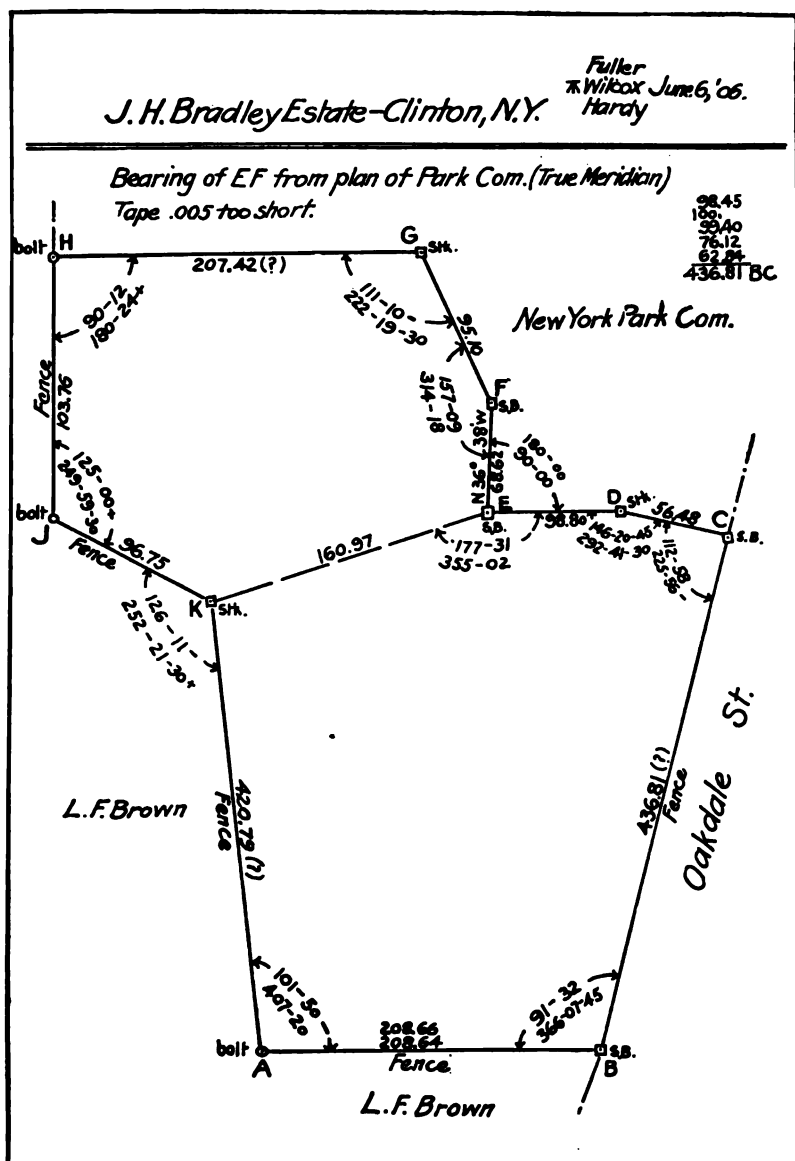 J. H. Bradley Estate-Clinton, N.Y.
Fuller
⊼ Wilcox June 6, '06.
Hardy
Bearing of EF from plan of Park Com. (True Meridian)
Tape .005 too short.
98.45
100.
99.40
76.12
62.84
436.81 BC
bolt H
207.42 (?)
G Stk.
90-12
180-24+
111-10-
222-19-30
95.10
New York Park Com.
Fence
103.76
157-09
314-18
F
S.B.
N 36° 38' W.
68.62
180-00
90-00
125-00+
249-59-30
bolt
J
96.75
Fence
160.97
E
S.B.
98.80+
D
Stk.
56.48
C
S.B.
177-31
355-02
146-20-45+
292-41-30
112-58
225-56-
K Stk.
126-11-
252-21-30+
420.79 (?)
Fence
L.F. Brown
436.81 (?)
Fence
Oakdale St.
101-50
407-20
91-32
366-07-45
208.66
208.64
Fence
bolt
A
B
S.B.
L.F. Brown